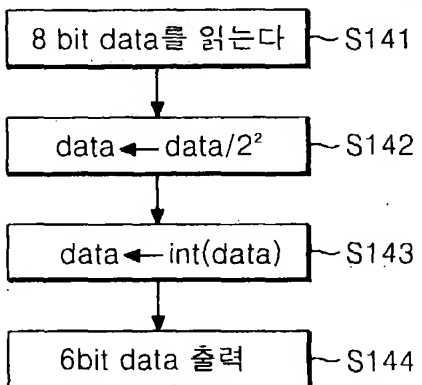 8 bit data를 읽는다 S141
data ← data/2² S142
data ← int(data) S143
6bit data 출력 S144